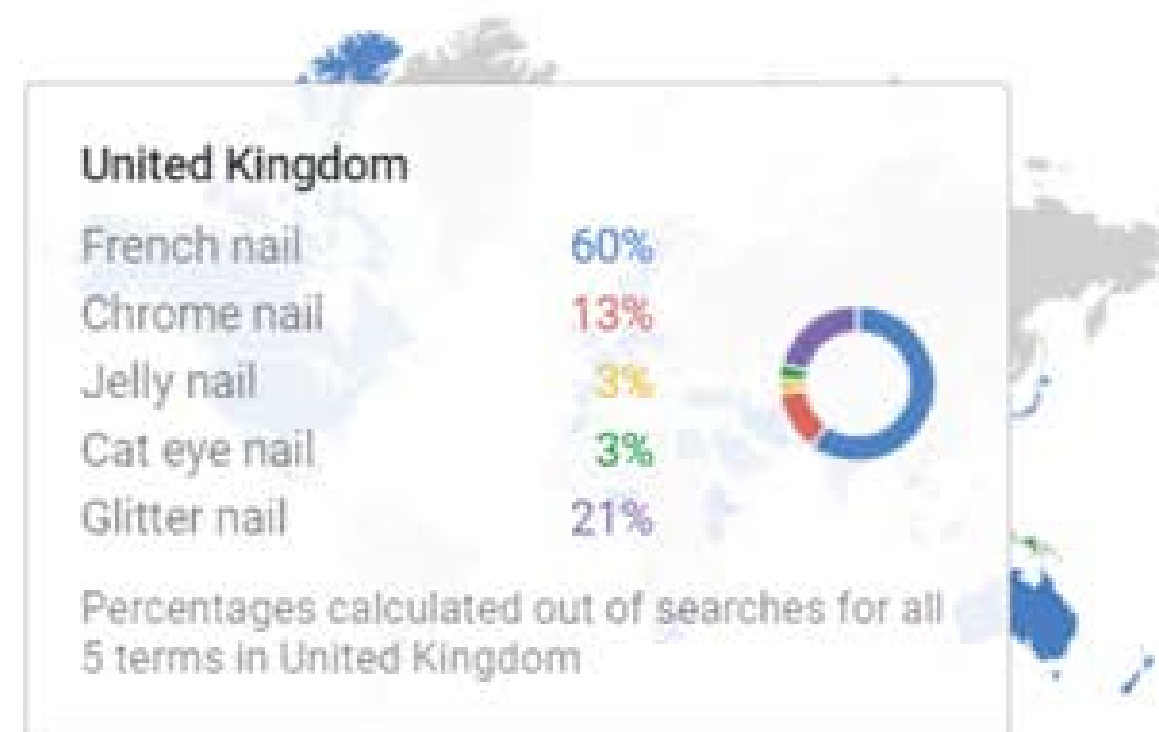 United Kingdom
French nail 60%
Chrome nail 13%
Jelly nail 3%
Cat eye nail 3%
Glitter nail 21%
Percentages calculated out of searches for all
5 terms in United Kingdom